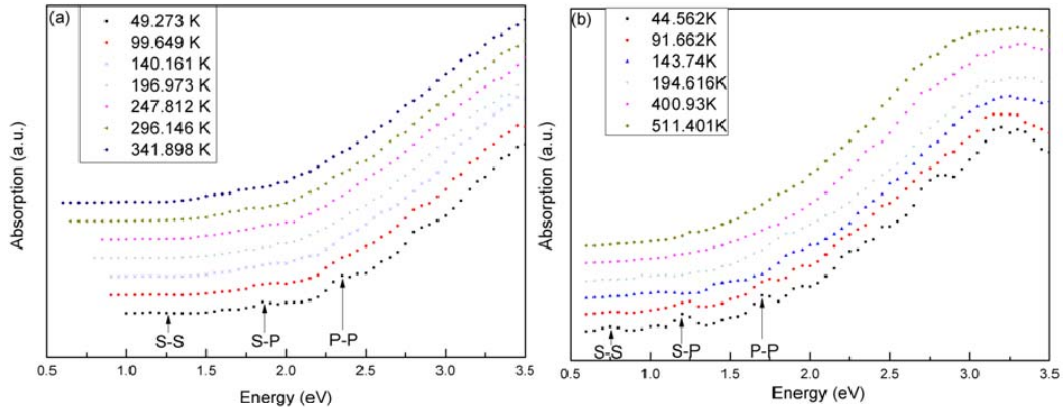 (a)
49.273 K
99.649 K
140.161 K
196.973 K
247.812 K
296.146 K
341.898 K
Absorption (a.u.)
S-S
S-P
P-P
0.5 1.0 1.5 2.0 2.5 3.0 3.5
Energy (eV)
(b)
44.562K
91.662K
143.74K
194.616K
400.93K
511.401K
Absorption (a.u.)
S-S
S-P
P-P
0.5 1.0 1.5 2.0 2.5 3.0 3.5
Energy (eV)